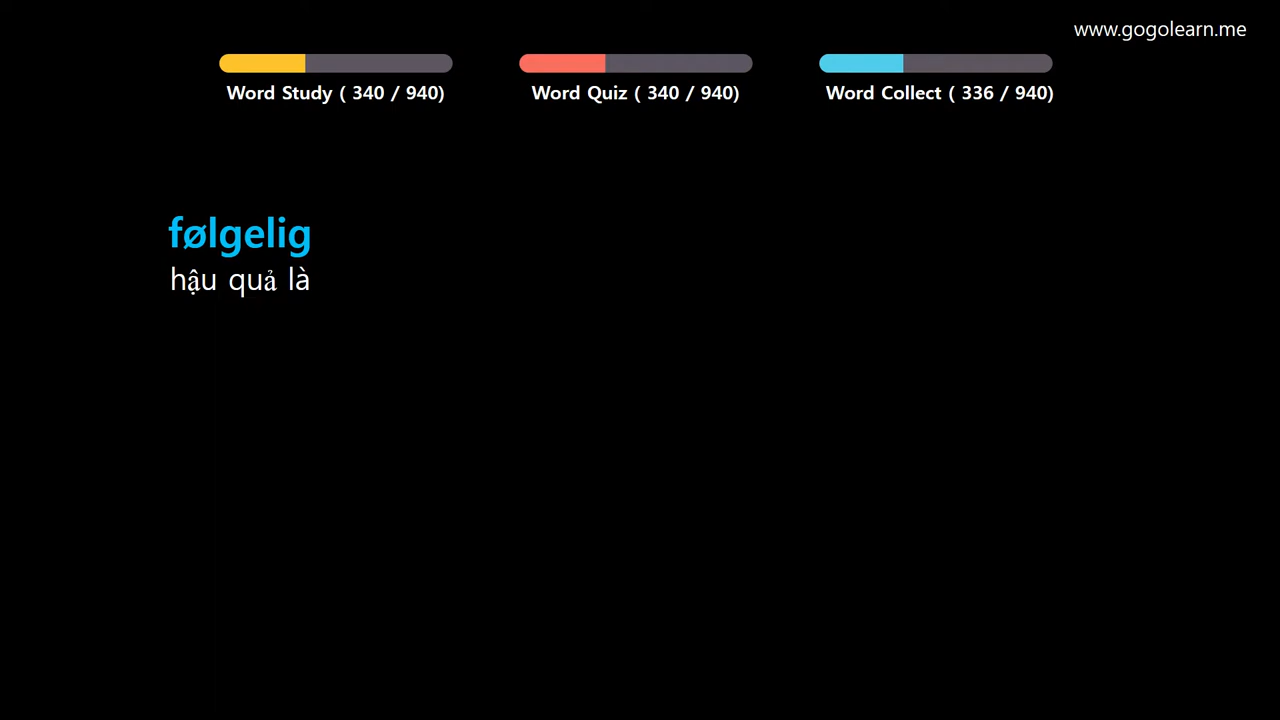 www.gogolearn.me
Word Study ( 340 / 940)
Word Quiz ( 340 / 940)
Word Collect ( 336 / 940)
følgelig
hậu quả là